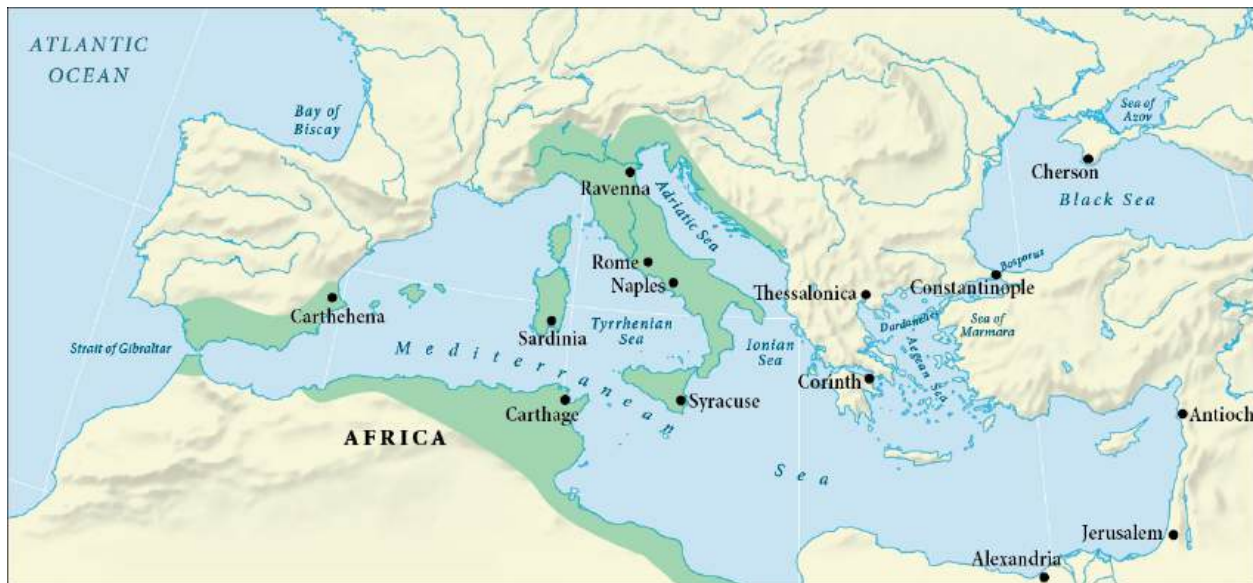 ATLANTIC
OCEAN
Bay of
Biscay
Sea of
Azov
Cherson
Black Sea
Ravenna
Adriatic Sea
Rome
Naples
Bosporus
Constantinople
Thessalonica
Dardanelles
Sea of
Marmara
Carthehena
Sardinia
Tyrrhenian
Sea
Ionian
Sea
Aegean Sea
Strait of Gibraltar
Mediterranean
Sea
Corinth
Carthage
Syracuse
Antioch
AFRICA
Jerusalem
Alexandria